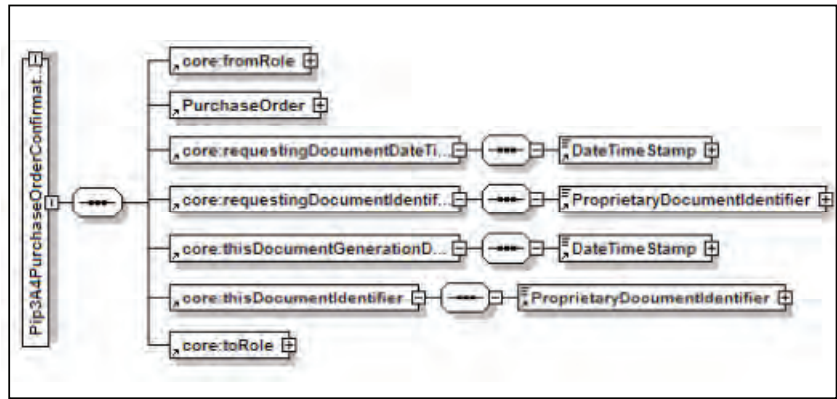 Pip3A4PurchaseOrderConfirmat...
core:fromRole
PurchaseOrder
core:requestingDocumentDateTi... DateTimeStamp
core:requestingDocumentIdentif... ProprietaryDocumentIdentifier
core:thisDocumentGenerationD... DateTimeStamp
core:thisDocumentIdentifier ProprietaryDocumentIdentifier
core:toRole